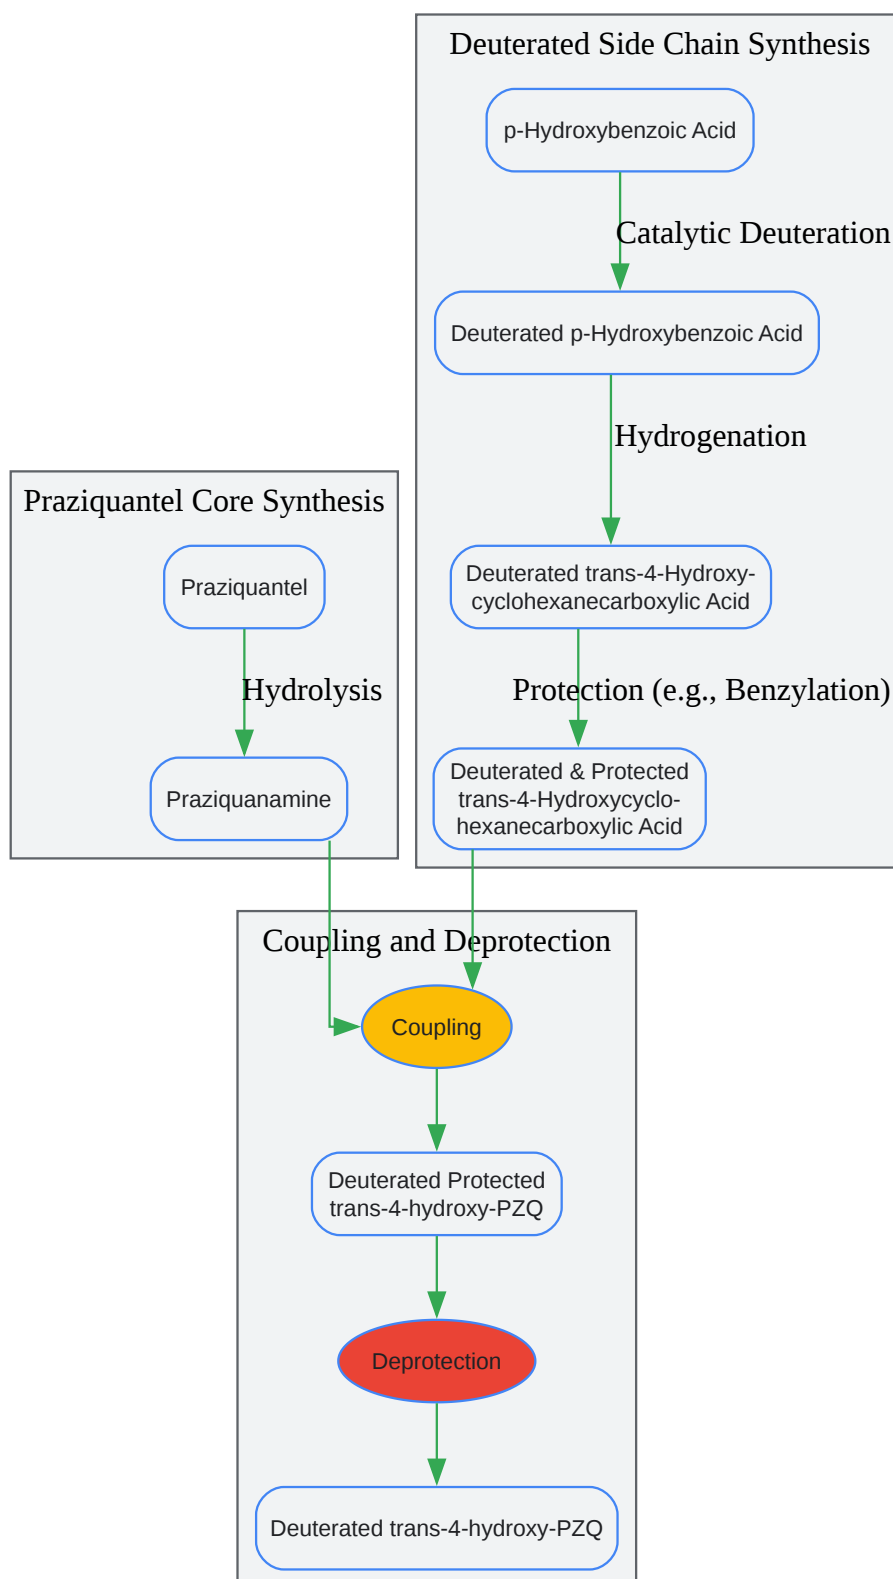 Deuterated Side Chain Synthesis
p-Hydroxybenzoic Acid
Catalytic Deuteration
Deuterated p-Hydroxybenzoic Acid
Hydrogenation
Deuterated trans-4-Hydroxy-
cyclohexanecarboxylic Acid
Protection (e.g., Benzylation)
Deuterated & Protected
trans-4-Hydroxycyclo-
hexanecarboxylic Acid
Praziquantel Core Synthesis
Praziquantel
Hydrolysis
Praziquanamine
Coupling and Deprotection
Coupling
Deuterated Protected
trans-4-hydroxy-PZQ
Deprotection
Deuterated trans-4-hydroxy-PZQ